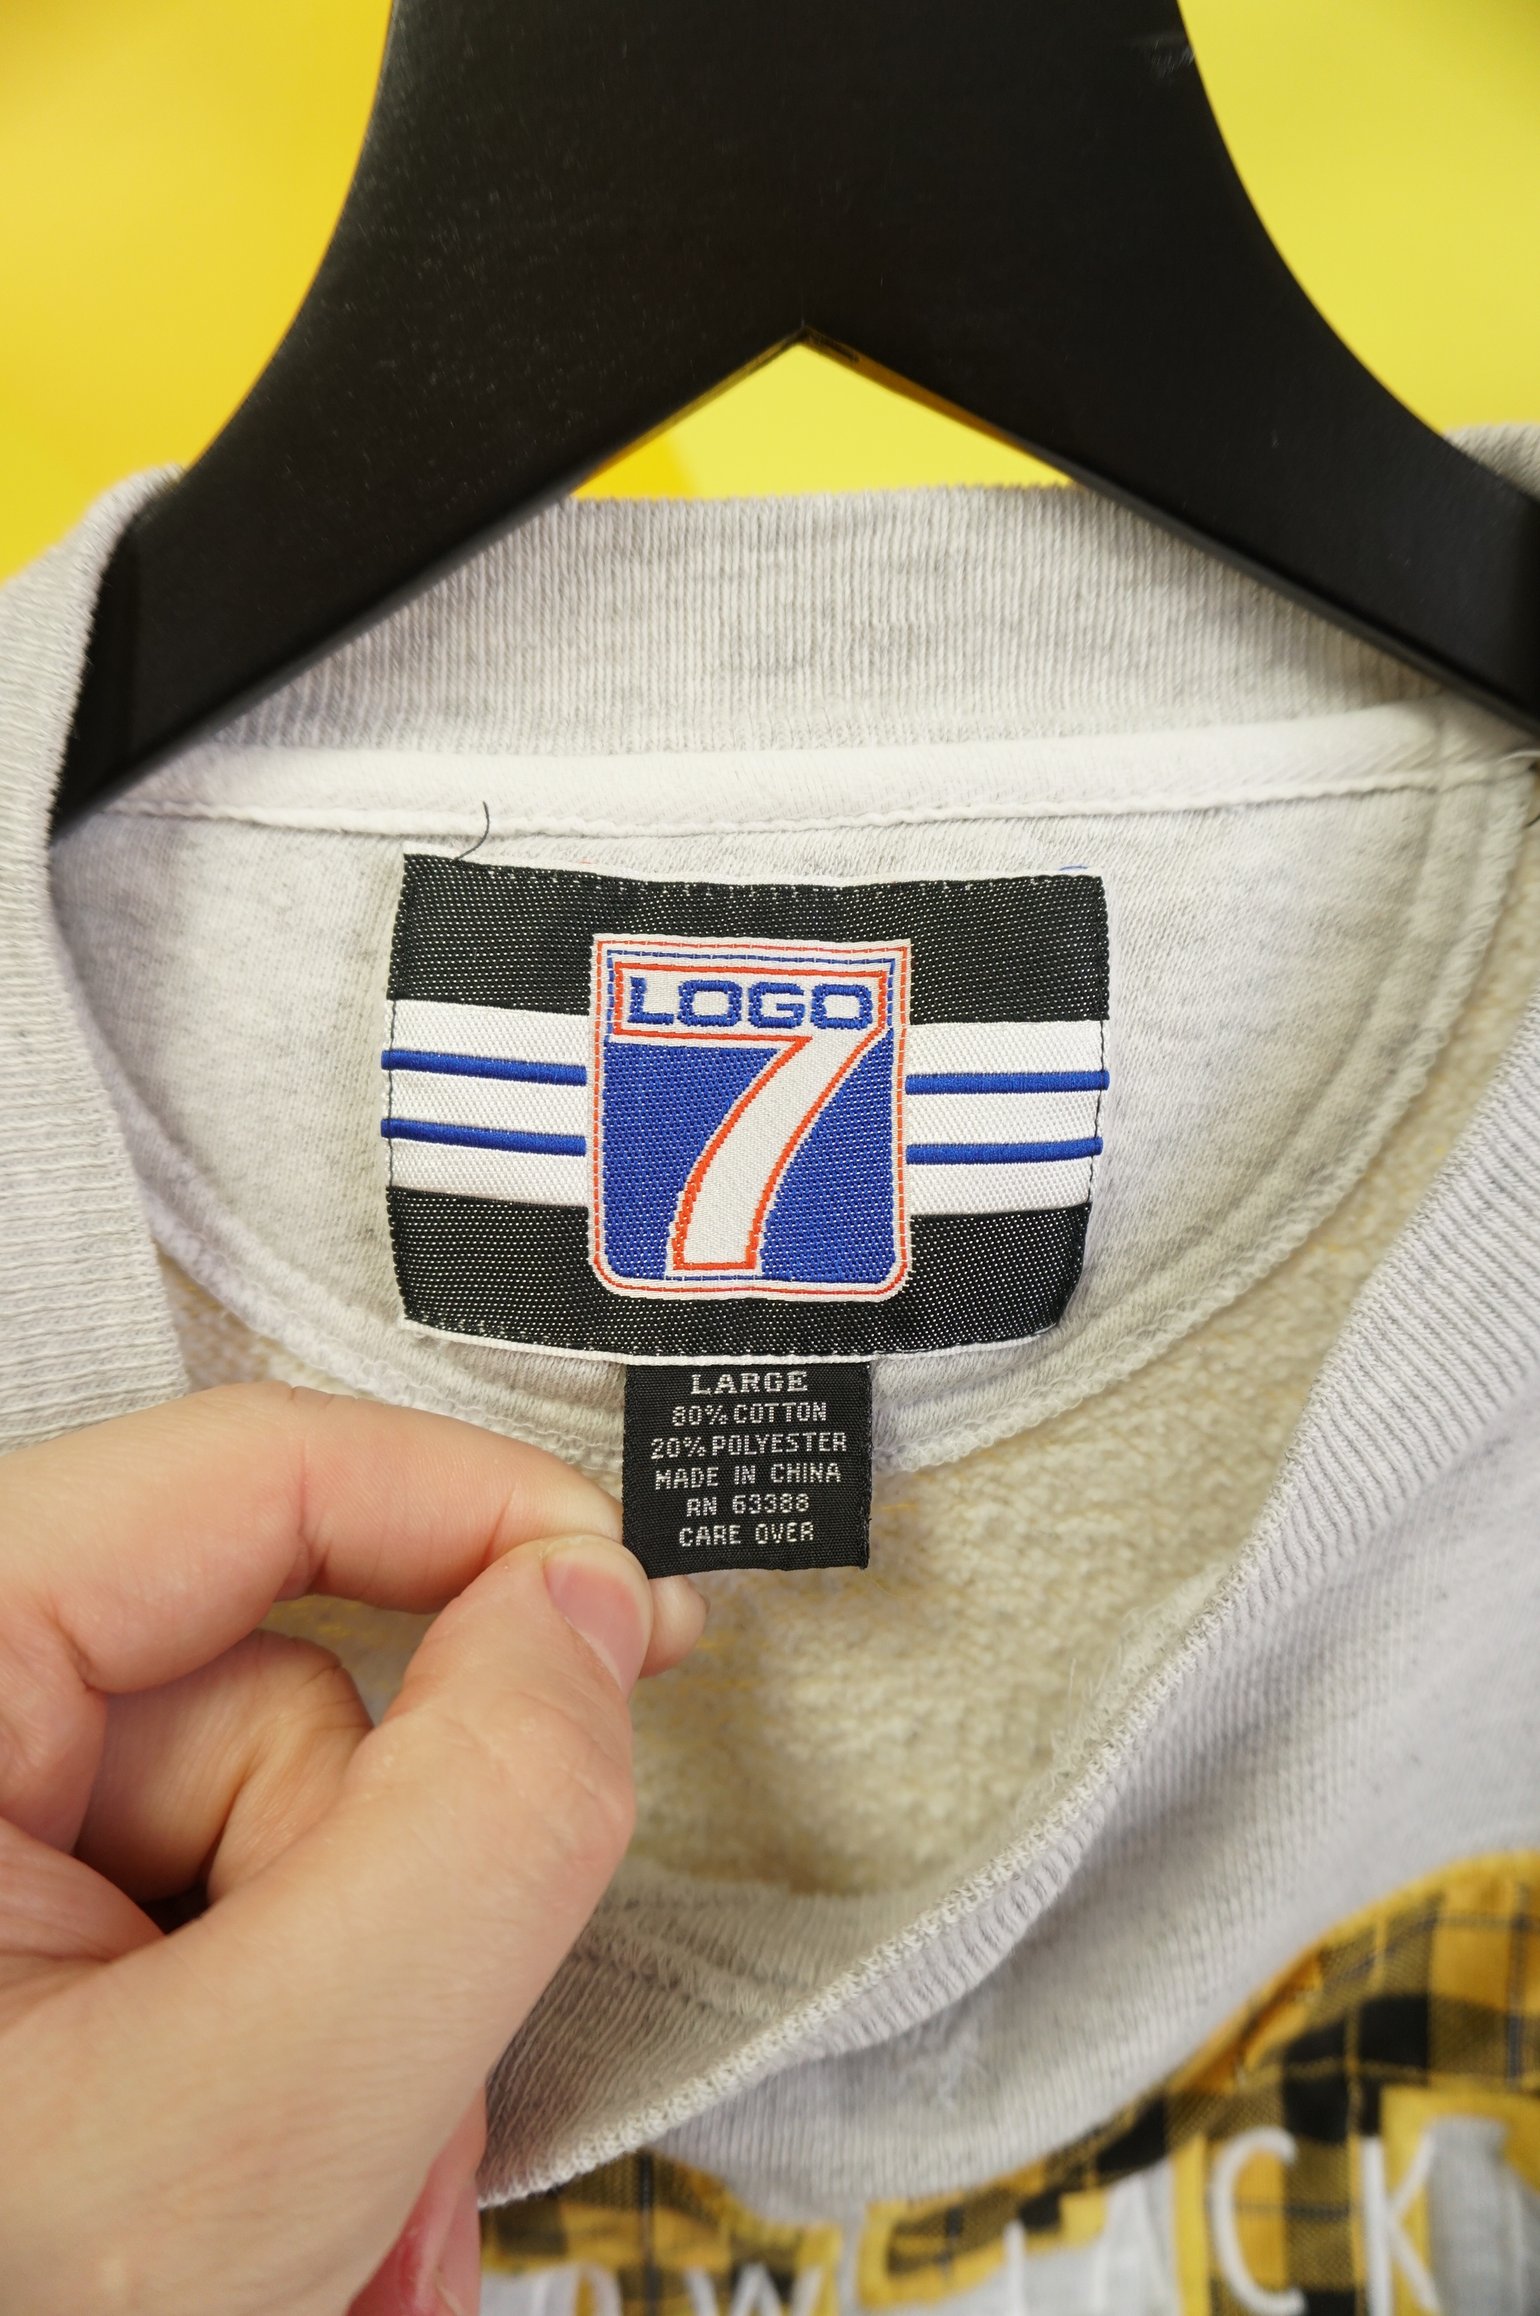 LOGO
7
LARGE
80% COTTON
20% POLYESTER
MADE IN CHINA
RN 63388
CARE OVER